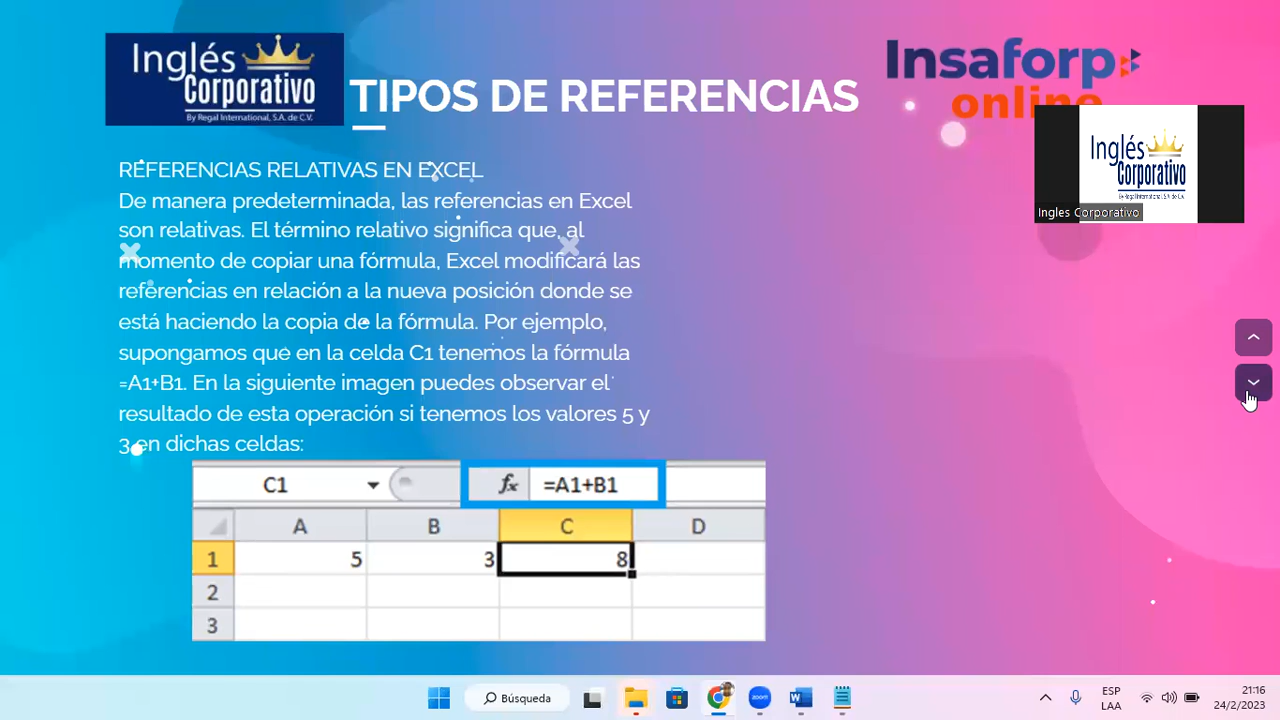 Inglés
Corporativo
By Regal International, S.A. de C.V.
TIPOS DE REFERENCIAS
Insaforp
online
REFERENCIAS RELATIVAS EN EXCEL
De manera predeterminada, las referencias en Excel
son relativas. El término relativo significa que, al
momento de copiar una fórmula, Excel modificará las
referencias en relación a la nueva posición donde se
está haciendo la copia de la fórmula. Por ejemplo,
supongamos que en la celda C1 tenemos la fórmula
=A1+B1. En la siguiente imagen puedes observar el
resultado de esta operación si tenemos los valores 5 y
3 en dichas celdas:
Inglés
Corporativo
By Regal International, S.A. de C.V.
Ingles Corporativo
C1 fx =A1+B1
A B C D
1 5 3 8
2
3
Búsqueda
zoom
ESP
LAA
21:16
24/2/2023